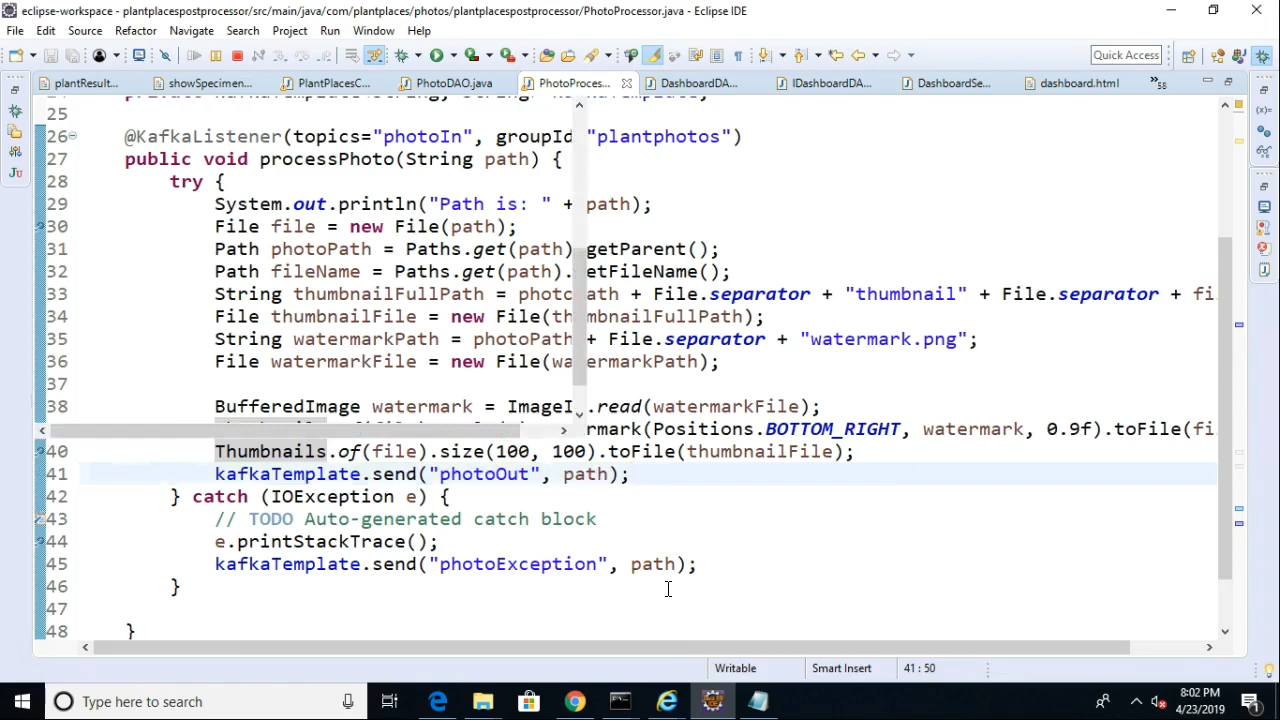 eclipse-workspace - plantplacespostprocessor/src/main/java/com/plantplaces/photos/plantplacespostprocessor/PhotoProcessor.java - Eclipse IDE
File Edit Source Refactor Navigate Search Project Run Window Help
Quick Access
plantResult... showSpecimen... PlantPlacesC... PhotoDAO.java PhotoProces... DashboardDA... IDashboardDA... DashboardSe... dashboard.html »58
25
26 @KafkaListener(topics="photoIn", groupId "plantphotos")
27 public void processPhoto(String path) {
28 try {
29 System.out.println("Path is: " + path);
30 File file = new File(path);
31 Path photoPath = Paths.get(path) getParent();
32 Path fileName = Paths.get(path). etFileName();
33 String thumbnailFullPath = photo ath + File.separator + "thumbnail" + File.separator + fi
34 File thumbnailFile = new File(th mbnailFullPath);
35 String watermarkPath = photoPath + File.separator + "watermark.png";
36 File watermarkFile = new File(wa ermarkPath);
37
38 BufferedImage watermark = ImageI .read(watermarkFile);
rmark(Positions.BOTTOM_RIGHT, watermark, 0.9f).toFile(fi
40 Thumbnails.of(file).size(100, 100).toFile(thumbnailFile);
41 kafkaTemplate.send("photoOut", path);
42 } catch (IOException e) {
43 // TODO Auto-generated catch block
44 e.printStackTrace();
45 kafkaTemplate.send("photoException", path);
46 }
47
48 }
Writable Smart Insert 41 : 50
Type here to search
8:02 PM
4/23/2019